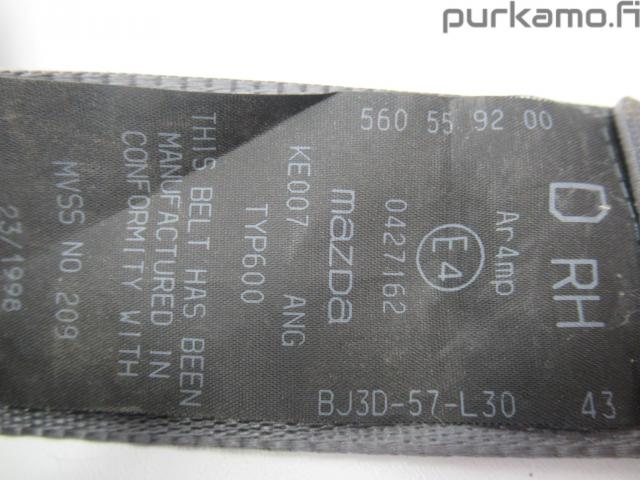 purkamo.fi
560 55 92 00
D RH
Ar4mp
E4
0427162
mazda
KE007 ANG
TYP600
THIS BELT HAS BEEN
MANUFACTURED IN
CONFORMITY WITH
MVSS NO.209
23/1998
BJ3D-57-L30 43